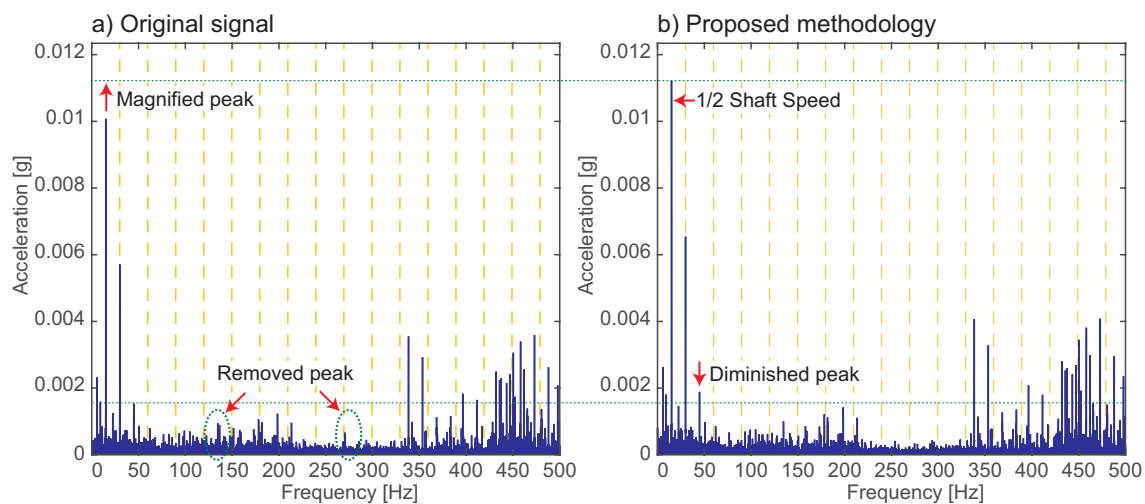 a) Original signal
0.012
0.01
0.008
0.006
0.004
0.002
0
Acceleration [g]
Magnified peak
Removed peak
0 50 100 150 200 250 300 350 400 450 500
Frequency [Hz]
b) Proposed methodology
0.012
0.01
0.008
0.006
0.004
0.002
0
Acceleration [g]
1/2 Shaft Speed
Diminished peak
0 50 100 150 200 250 300 350 400 450 500
Frequency [Hz]